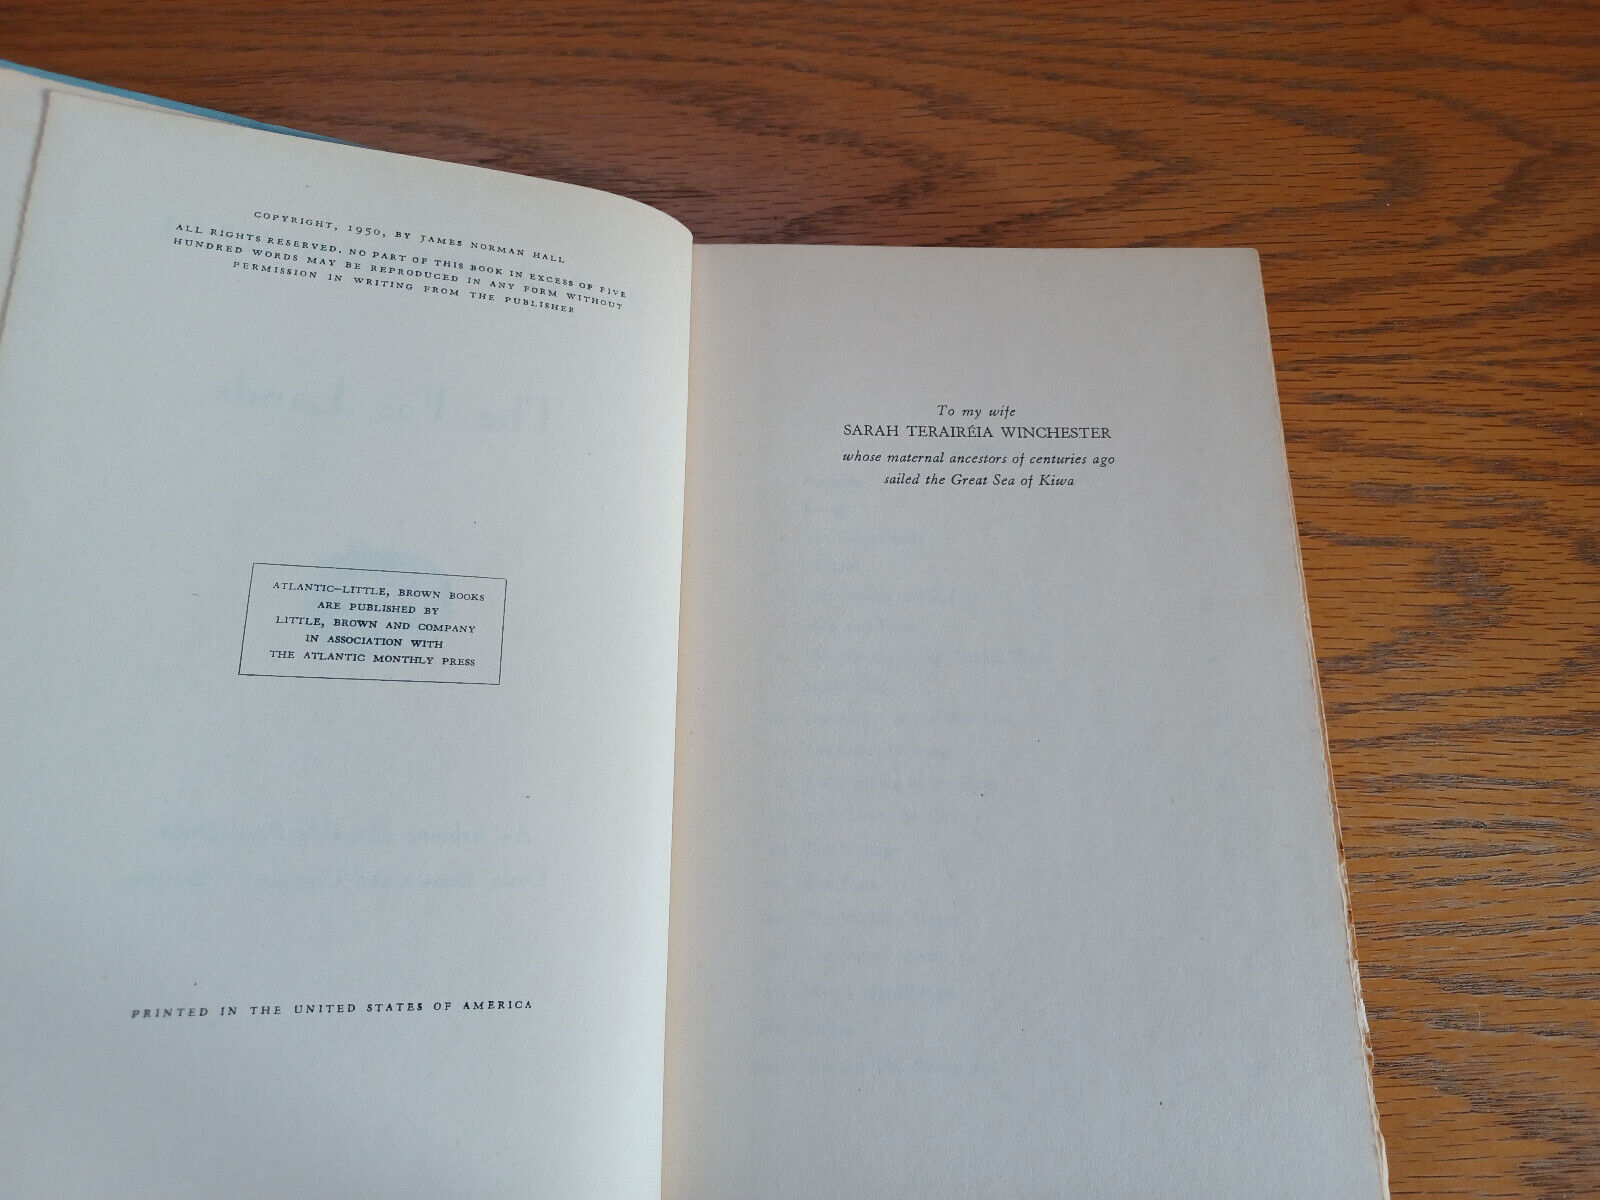 COPYRIGHT, 1950, BY JAMES NORMAN HALL
ALL RIGHTS RESERVED. NO PART OF THIS BOOK IN EXCESS OF FIVE
HUNDRED WORDS MAY BE REPRODUCED IN ANY FORM WITHOUT
PERMISSION IN WRITING FROM THE PUBLISHER
ATLANTIC—LITTLE, BROWN BOOKS
ARE PUBLISHED BY
LITTLE, BROWN AND COMPANY
IN ASSOCIATION WITH
THE ATLANTIC MONTHLY PRESS
PRINTED IN THE UNITED STATES OF AMERICA
To my wife
SARAH TERAIRÉIA WINCHESTER
whose maternal ancestors of centuries ago
sailed the Great Sea of Kiwa